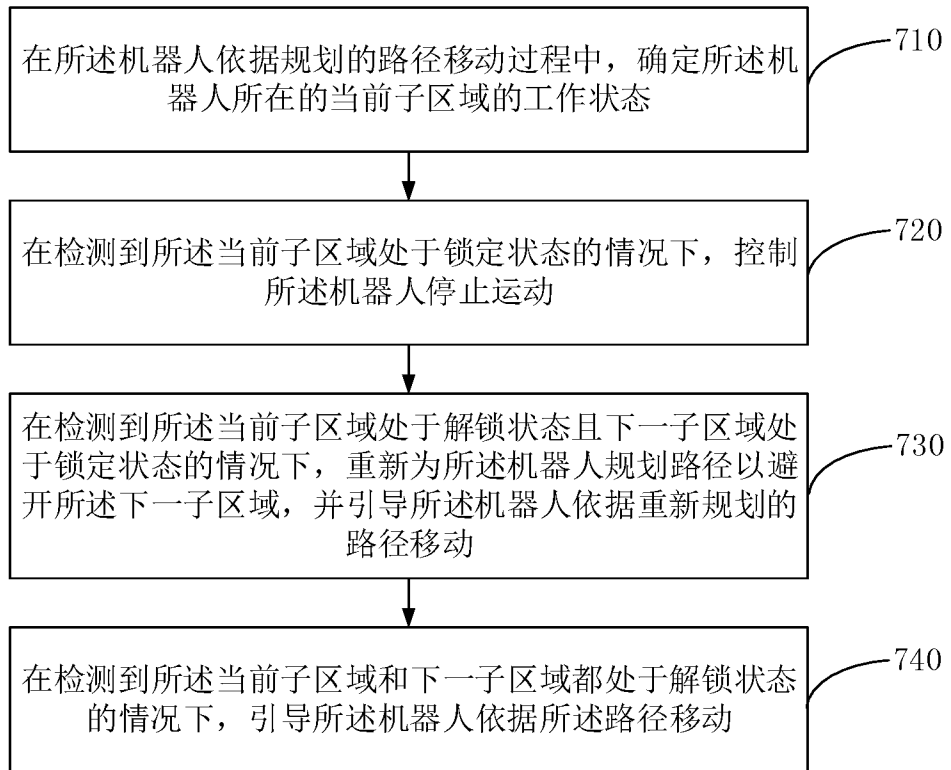 在所述机器人依据规划的路径移动过程中，确定所述机
器人所在的当前子区域的工作状态
710
在检测到所述当前子区域处于锁定状态的情况下，控制
所述机器人停止运动
720
在检测到所述当前子区域处于解锁状态且下一子区域处
于锁定状态的情况下，重新为所述机器人规划路径以避
开所述下一子区域，并引导所述机器人依据重新规划的
路径移动
730
在检测到所述当前子区域和下一子区域都处于解锁状态
的情况下，引导所述机器人依据所述路径移动
740